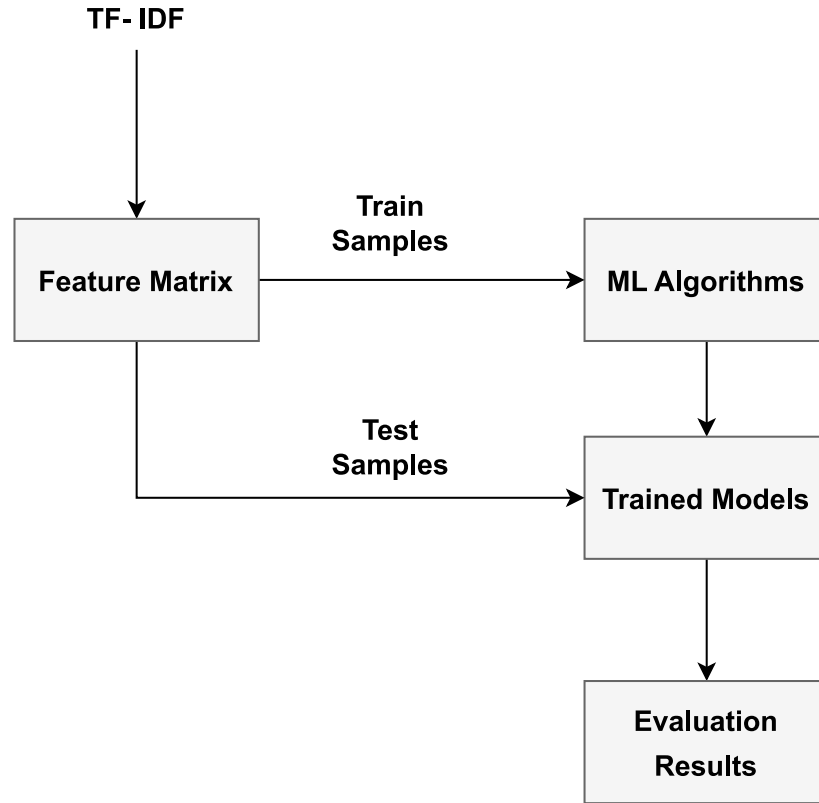 TF- IDF
Train
Samples
Feature Matrix
ML Algorithms
Test
Samples
Trained Models
Evaluation
Results